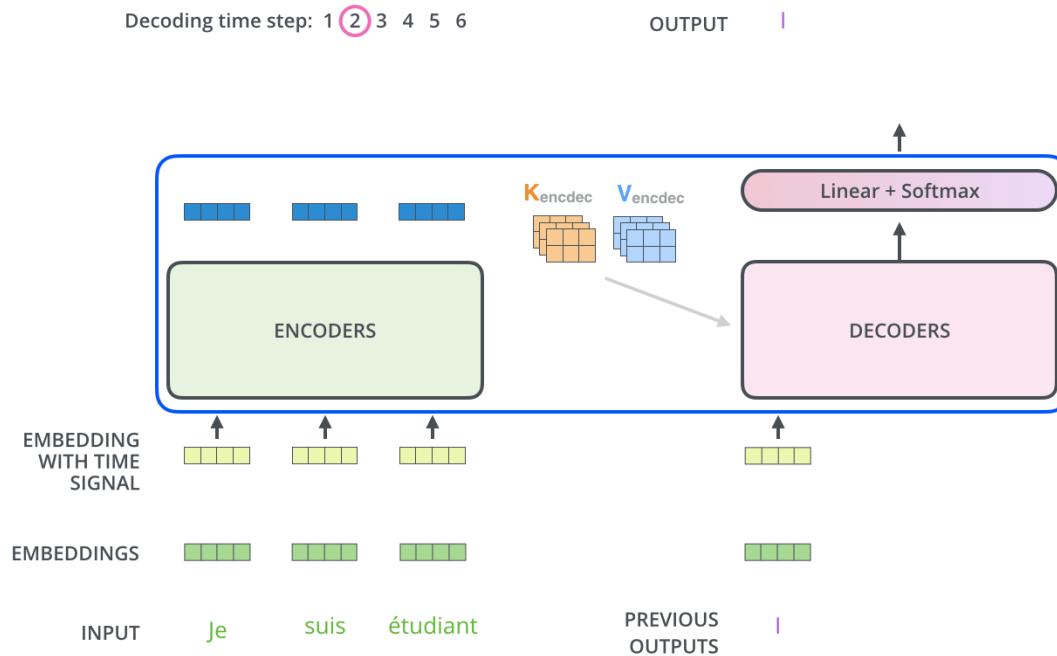 Decoding time step: 1 2 3 4 5 6
OUTPUT I
Kencdec Vencdec
Linear + Softmax
ENCODERS
DECODERS
EMBEDDING
WITH TIME
SIGNAL
EMBEDDINGS
INPUT Je suis étudiant
PREVIOUS
OUTPUTS I